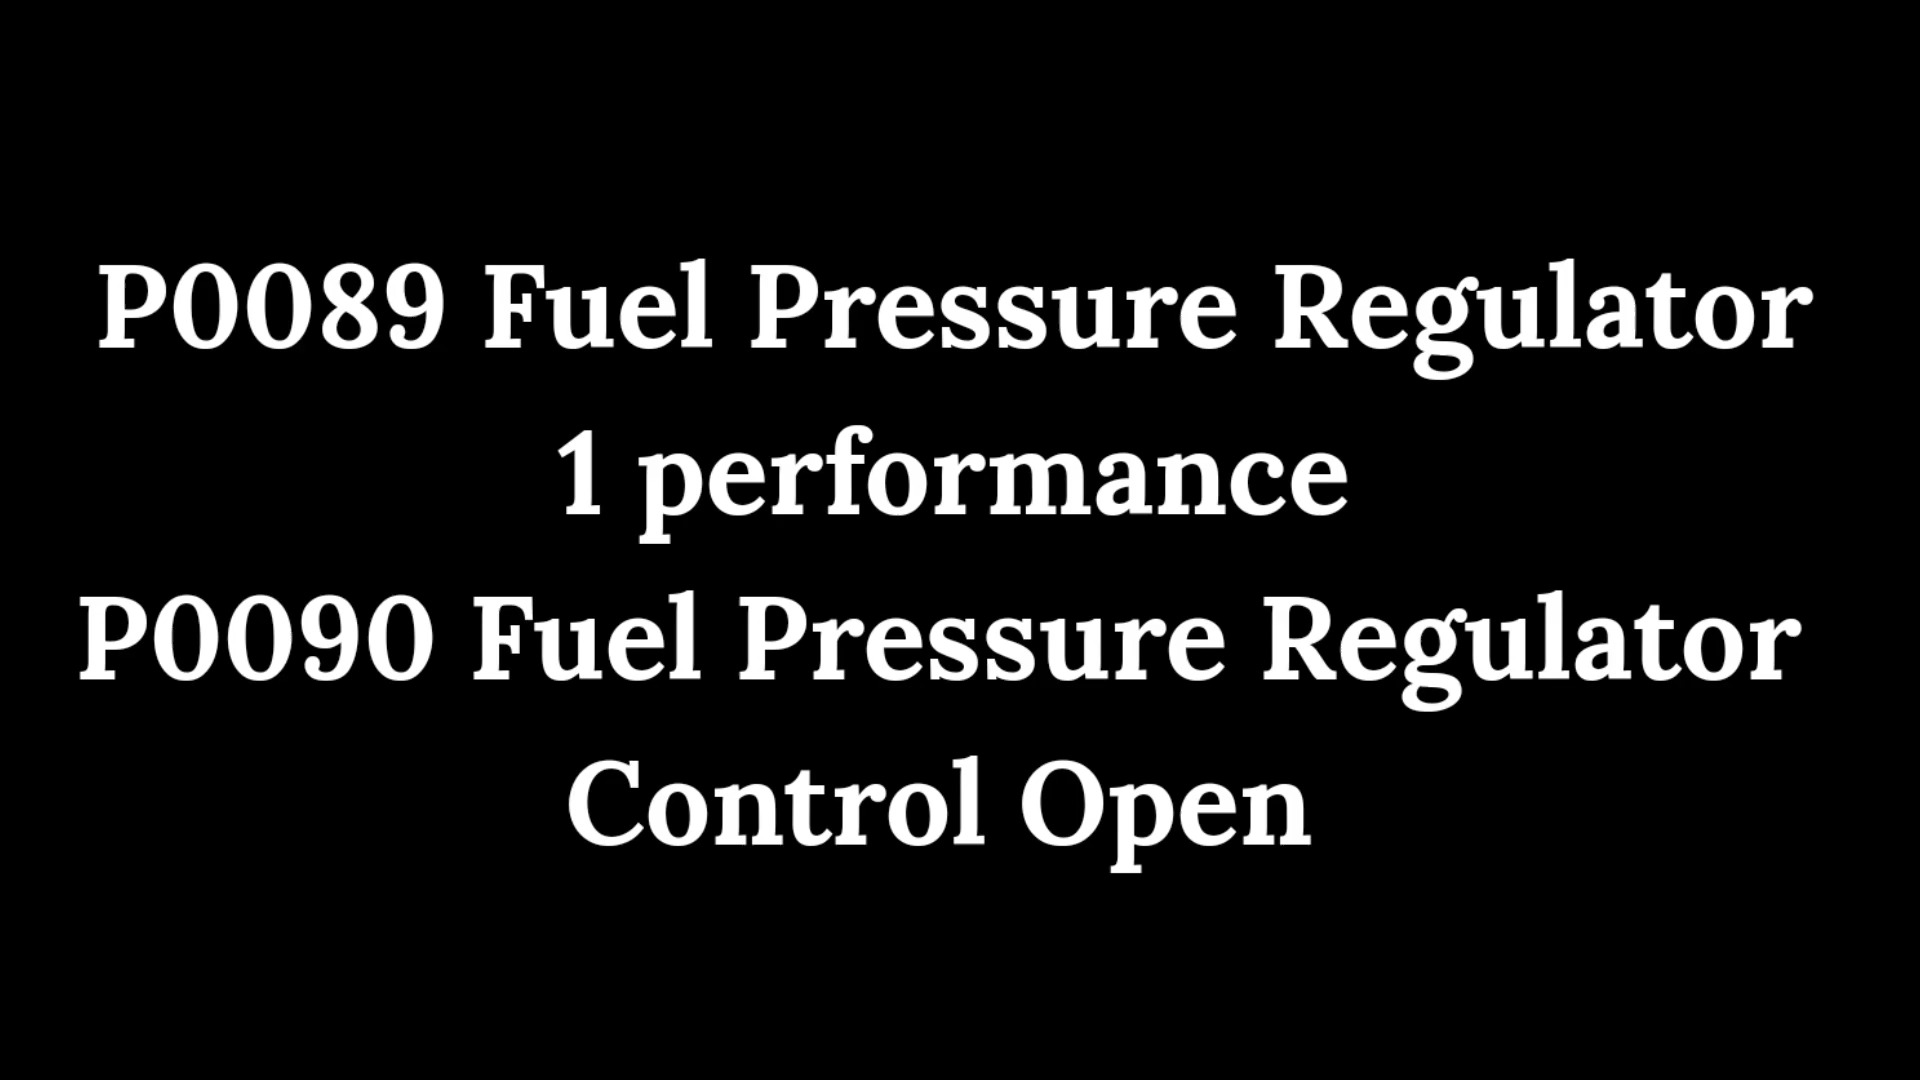 P0089 Fuel Pressure Regulator
1 performance
P0090 Fuel Pressure Regulator
Control Open